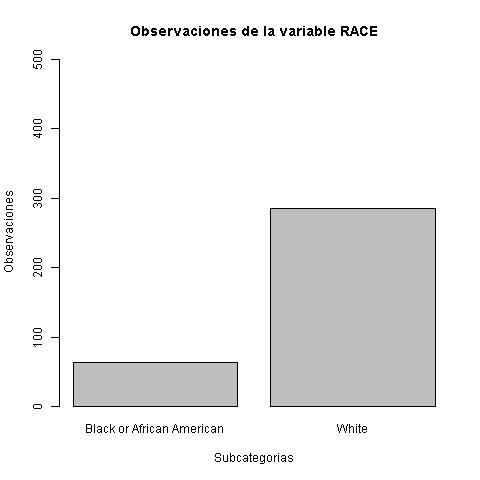 Observaciones de la variable RACE
Observaciones
500
400
300
200
100
0
Black or African American
White
Subcategorias